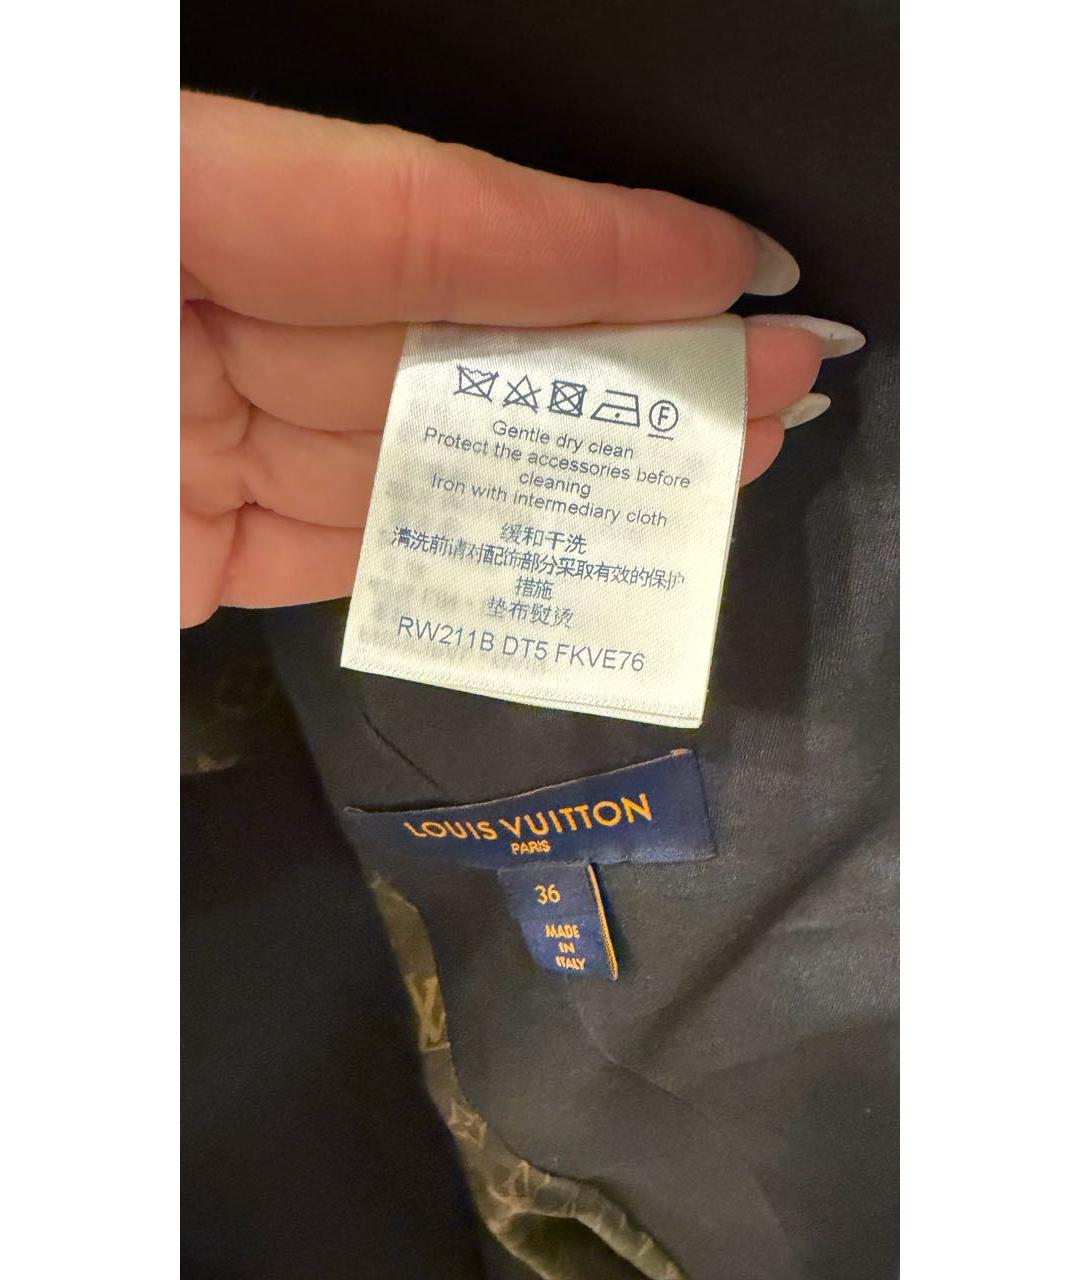 F
Gentle dry clean
Protect the accessories before
cleaning
Iron with intermediary cloth
缓和干洗
清洗前请对配饰部分采取有效的保护
措施
垫布熨烫
RW211B DT5 FKVE76
LOUIS VUITTON
PARIS
36
MADE
IN
ITALY